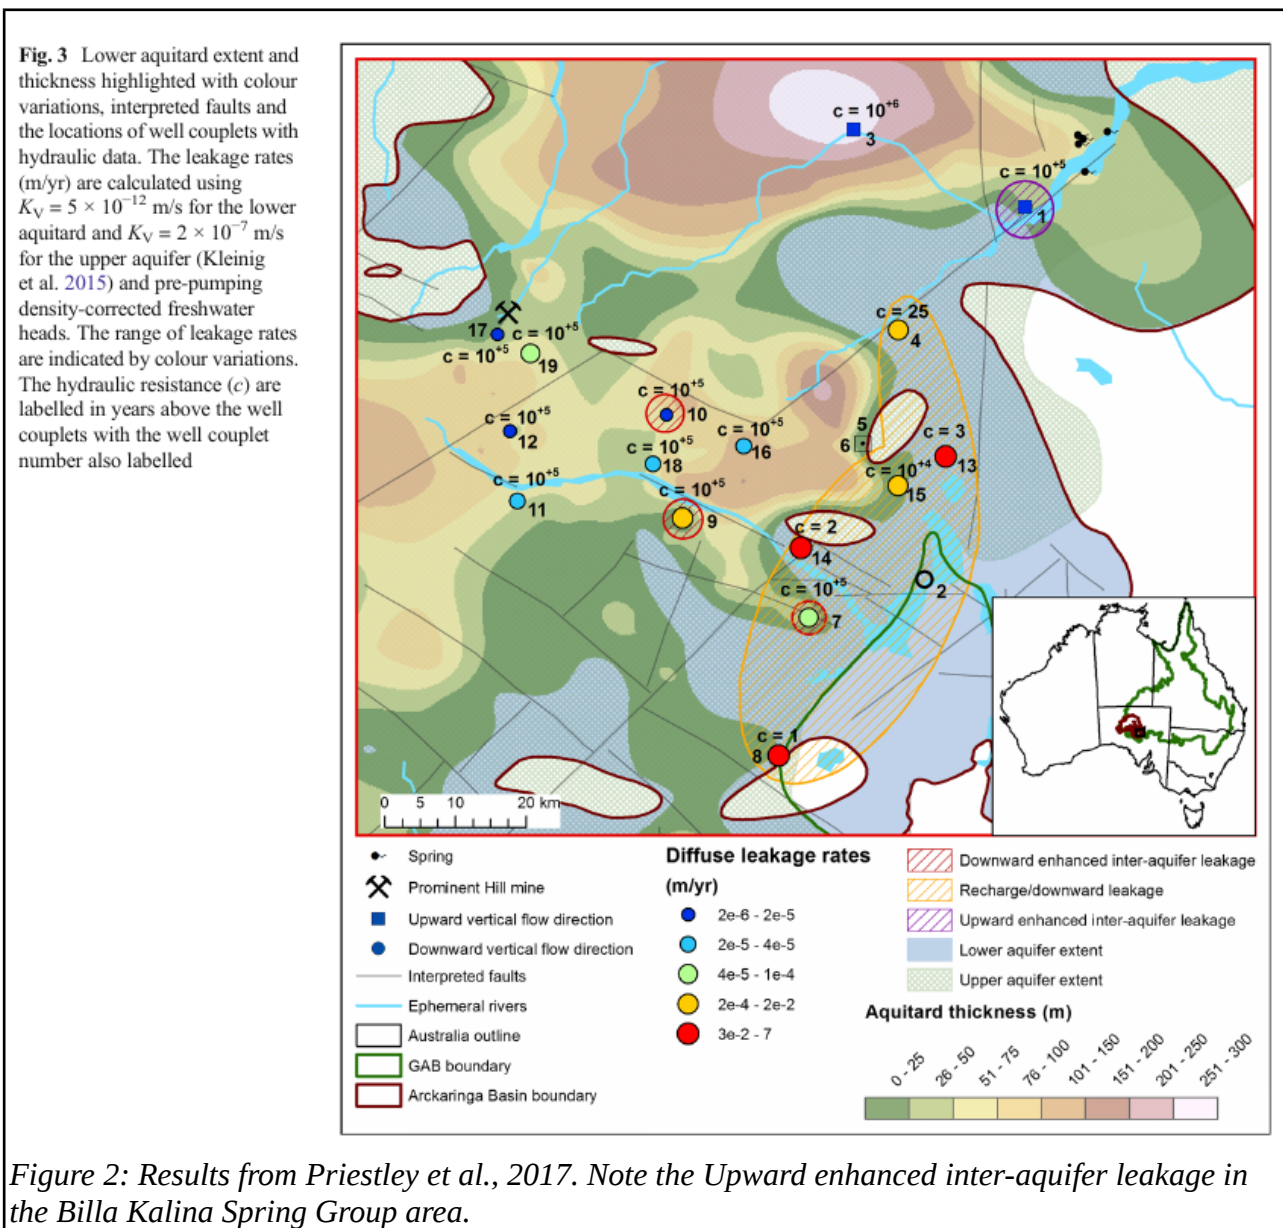 Fig. 3 Lower aquitard extent and
thickness highlighted with colour
variations, interpreted faults and
the locations of well couplets with
hydraulic data. The leakage rates
(m/yr) are calculated using
K_V = 5 × 10⁻¹² m/s for the lower
aquitard and K_V = 2 × 10⁻⁷ m/s
for the upper aquifer (Kleinig
et al. 2015) and pre-pumping
density-corrected freshwater
heads. The range of leakage rates
are indicated by colour variations.
The hydraulic resistance (c) are
labelled in years above the well
couplets with the well couplet
number also labelled
c = 10⁺⁶
3
c = 10⁺⁵
1
c = 25
4
17
c = 10⁺⁵
c = 10⁺⁵
19
c = 10⁺⁵
10
c = 10⁺⁵
12
c = 10⁺⁵
16
5
6
c = 3
13
c = 10⁺⁵
18
c = 10⁺⁴
15
c = 10⁺⁵
11
c = 10⁺⁵
9
c = 2
14
c = 10⁺⁵
7
2
c = 1
8
0 5 10 20 km
Spring
Prominent Hill mine
Upward vertical flow direction
Downward vertical flow direction
Interpreted faults
Ephemeral rivers
Australia outline
GAB boundary
Arckaringa Basin boundary
Diffuse leakage rates
(m/yr)
2e-6 - 2e-5
2e-5 - 4e-5
4e-5 - 1e-4
2e-4 - 2e-2
3e-2 - 7
Downward enhanced inter-aquifer leakage
Recharge/downward leakage
Upward enhanced inter-aquifer leakage
Lower aquifer extent
Upper aquifer extent
Aquitard thickness (m)
0 - 25
26 - 50
51 - 75
76 - 100
101 - 150
151 - 200
201 - 250
251 - 300
Figure 2: Results from Priestley et al., 2017. Note the Upward enhanced inter-aquifer leakage in
the Billa Kalina Spring Group area.